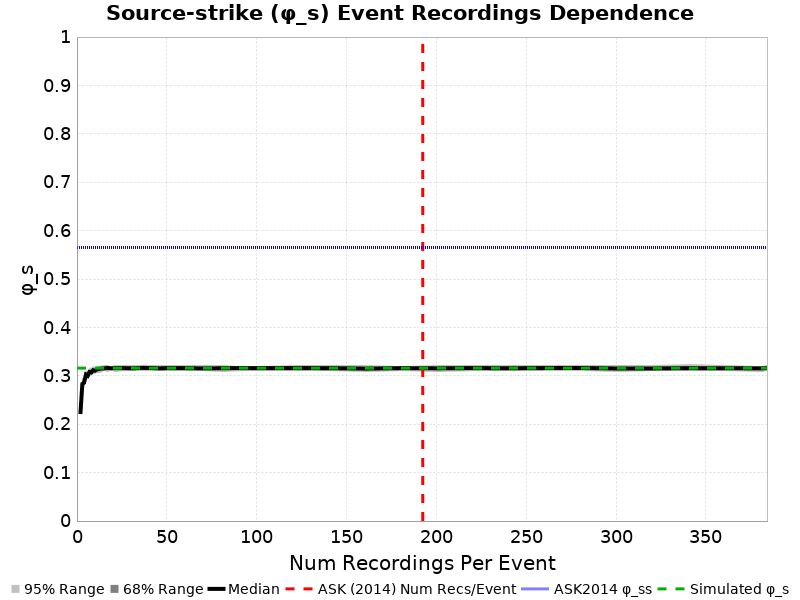 Source-strike (φ_s) Event Recordings Dependence
1
0.9
0.8
0.7
0.6
0.5
0.4
0.3
0.2
0.1
0
φ_s
0 50 100 150 200 250 300 350
Num Recordings Per Event
95% Range 68% Range Median ASK (2014) Num Recs/Event ASK2014 φ_ss Simulated φ_s